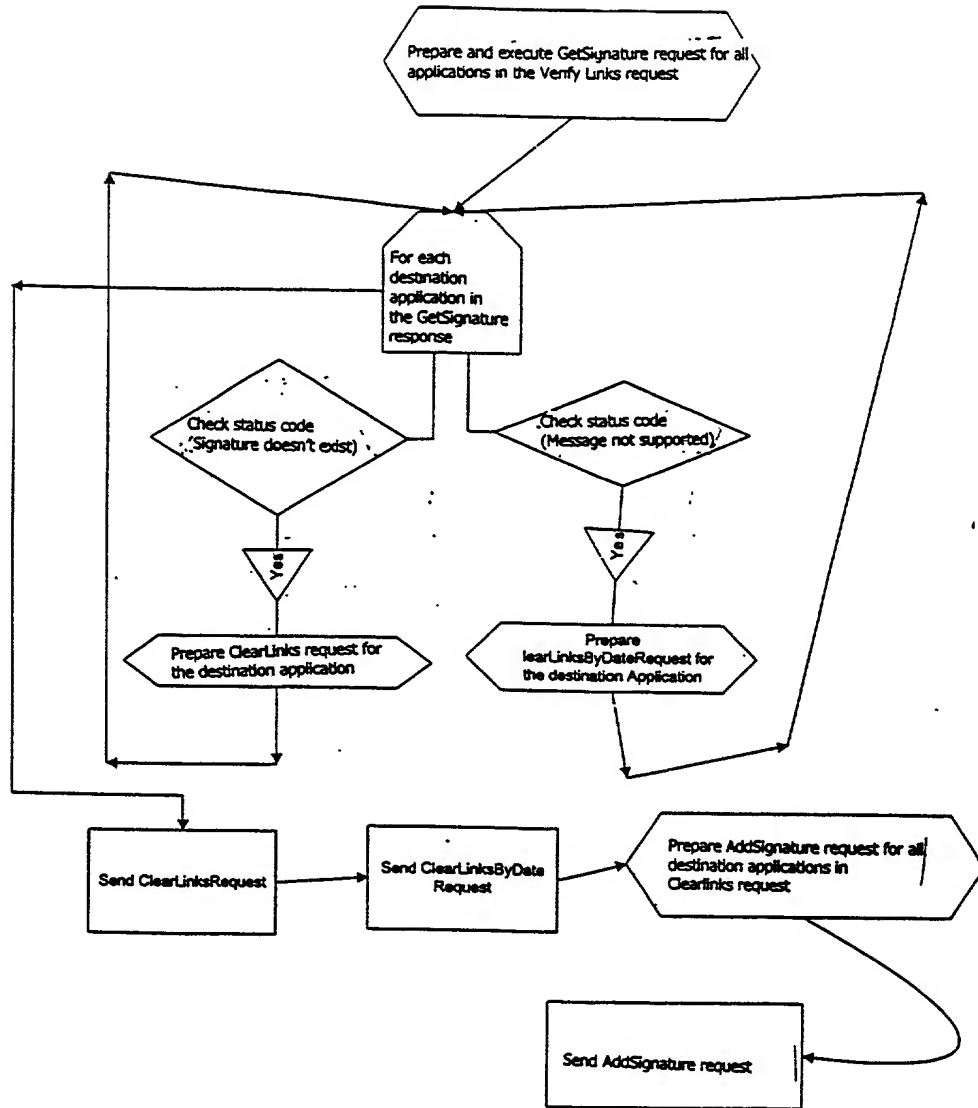 Prepare and execute GetSignature request for all
applications in the Verify Links request
For each
destination
application in
the GetSignature
response
Check status code
'Signature doesn't exist)
Check status code
(Message not supported)
Yes
Yes
Prepare ClearLinks request for
the destination application
Prepare
learLinksByDateRequest for
the destination Application
Send ClearLinksRequest
Send ClearLinksByDate
Request
Prepare AddSignature request for all
destination applications in
Clearlinks request
Send AddSignature request